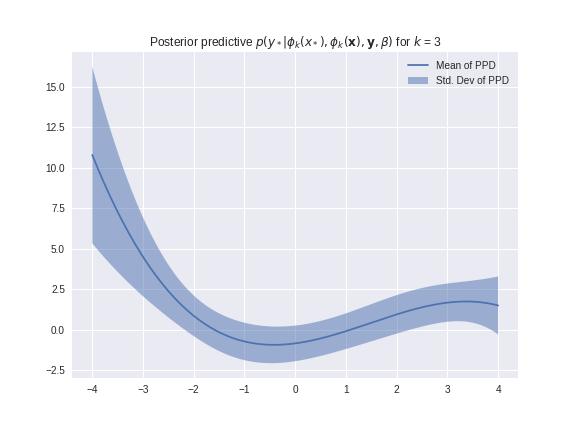 Posterior predictive p(y*|ϕk(x*), ϕk(x), y, β) for k = 3
Mean of PPD
Std. Dev of PPD
15.0
12.5
10.0
7.5
5.0
2.5
0.0
−2.5
−4 −3 −2 −1 0 1 2 3 4